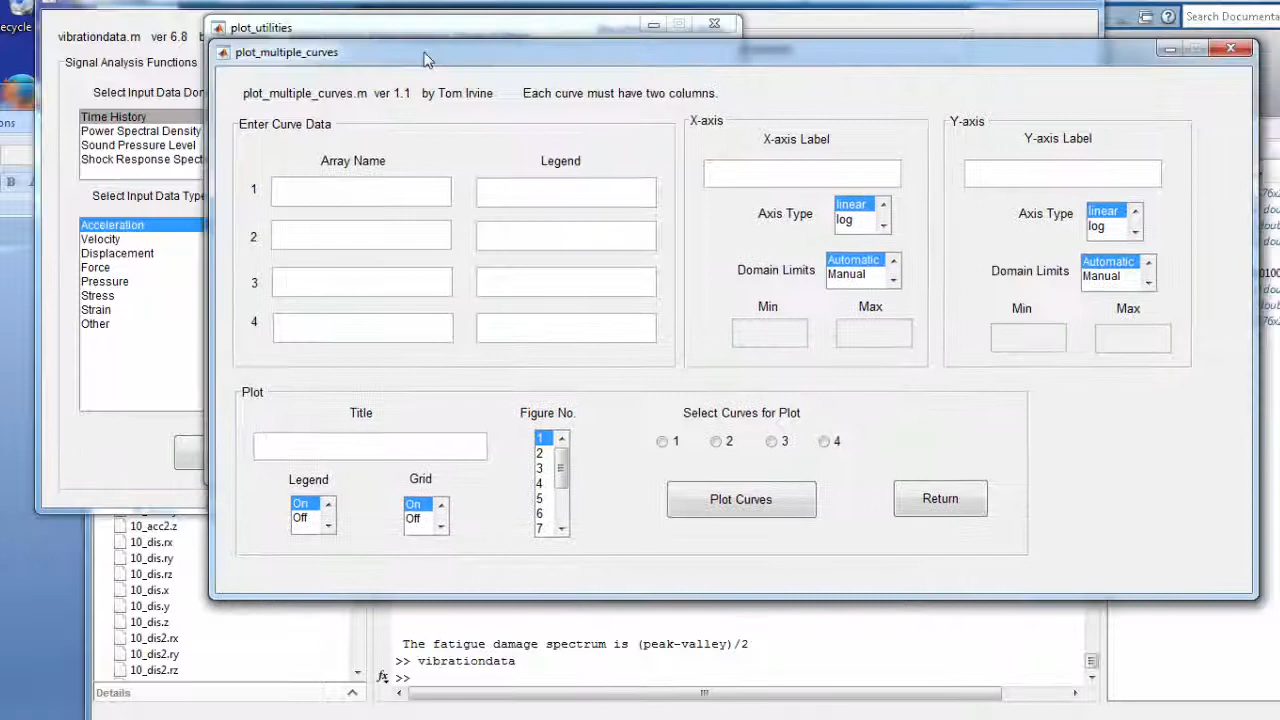 ecycle
plot_utilities
Search Documenta
vibrationdata.m ver 6.8
plot_multiple_curves
Signal Analysis Functions
Select Input Data Don
Time History
Power Spectral Density
Sound Pressure Level
Shock Response Spect
Select Input Data Type
Acceleration
Velocity
Displacement
Force
Pressure
Stress
Strain
Other
ons
B
plot_multiple_curves.m ver 1.1 by Tom Irvine Each curve must have two columns.
Enter Curve Data
Array Name Legend
1
2
3
4
X-axis
X-axis Label
Axis Type
linear
log
Domain Limits
Automatic
Manual
Min Max
Y-axis
Y-axis Label
Axis Type
linear
log
Domain Limits
Automatic
Manual
Min Max
Plot
Title
Legend
On
Off
Grid
On
Off
Figure No.
1
2
3
4
5
6
7
Select Curves for Plot
1 2 3 4
Plot Curves
Return
10_acc2.z
10_dis.rx
10_dis.ry
10_dis.rz
10_dis.x
10_dis.y
10_dis.z
10_dis2.rx
10_dis2.ry
10_dis2.rz
Details
The fatigue damage spectrum is (peak-valley)/2
>> vibrationdata
fx >>